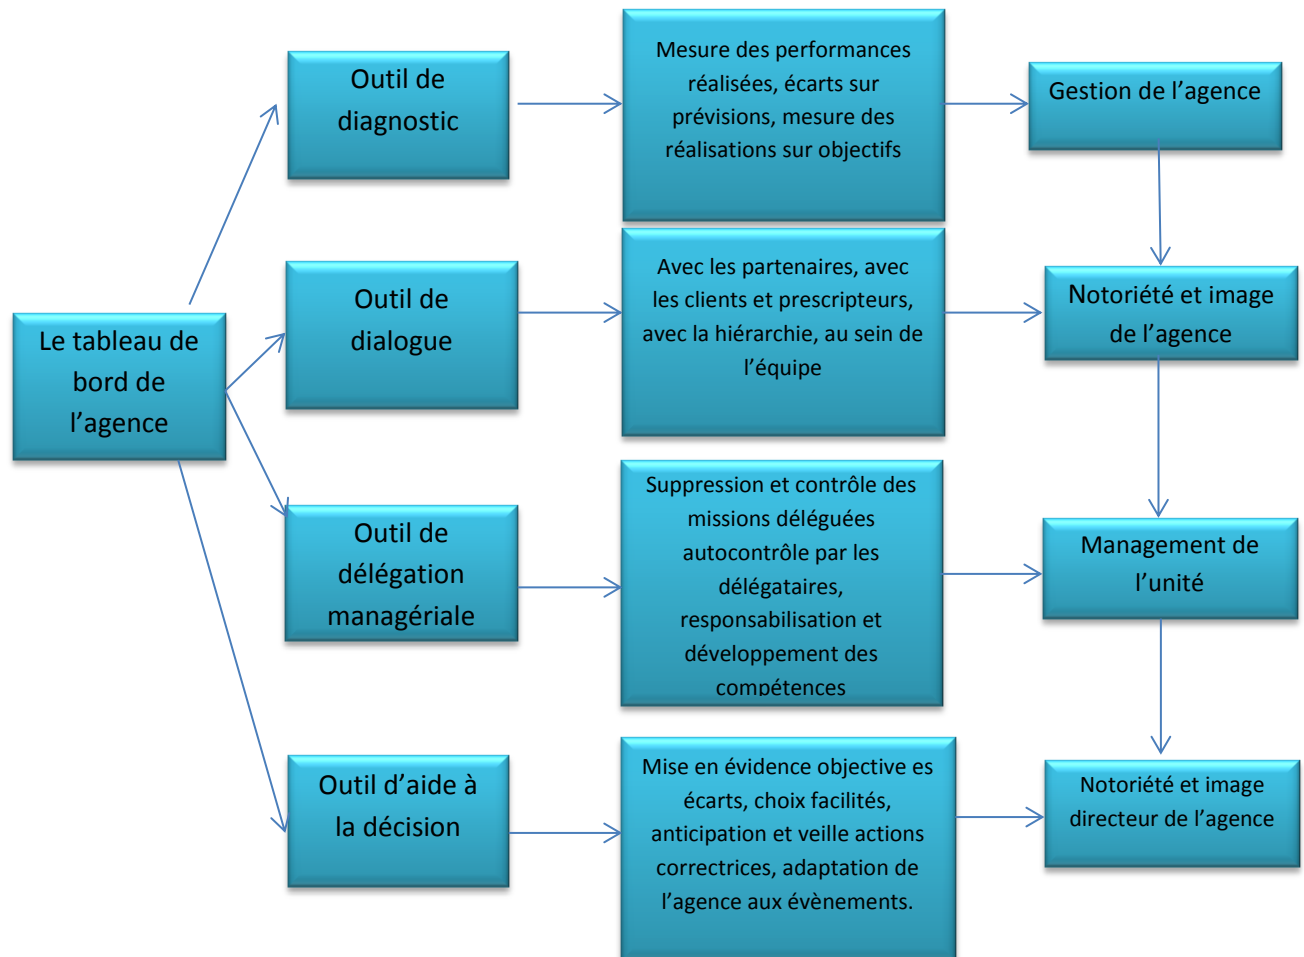 Le tableau de
bord de
l’agence
Outil de
diagnostic
Mesure des performances
réalisées, écarts sur
prévisions, mesure des
réalisations sur objectifs
Gestion de l’agence
Outil de
dialogue
Avec les partenaires, avec
les clients et prescripteurs,
avec la hiérarchie, au sein de
l’équipe
Notoriété et image
de l’agence
Outil de
délégation
managériale
Suppression et contrôle des
missions déléguées
autocontrôle par les
délégataires,
responsabilisation et
développement des
compétences
Management de
l’unité
Outil d’aide à
la décision
Mise en évidence objective es
écarts, choix facilités,
anticipation et veille actions
correctrices, adaptation de
l’agence aux évènements.
Notoriété et image
directeur de l’agence